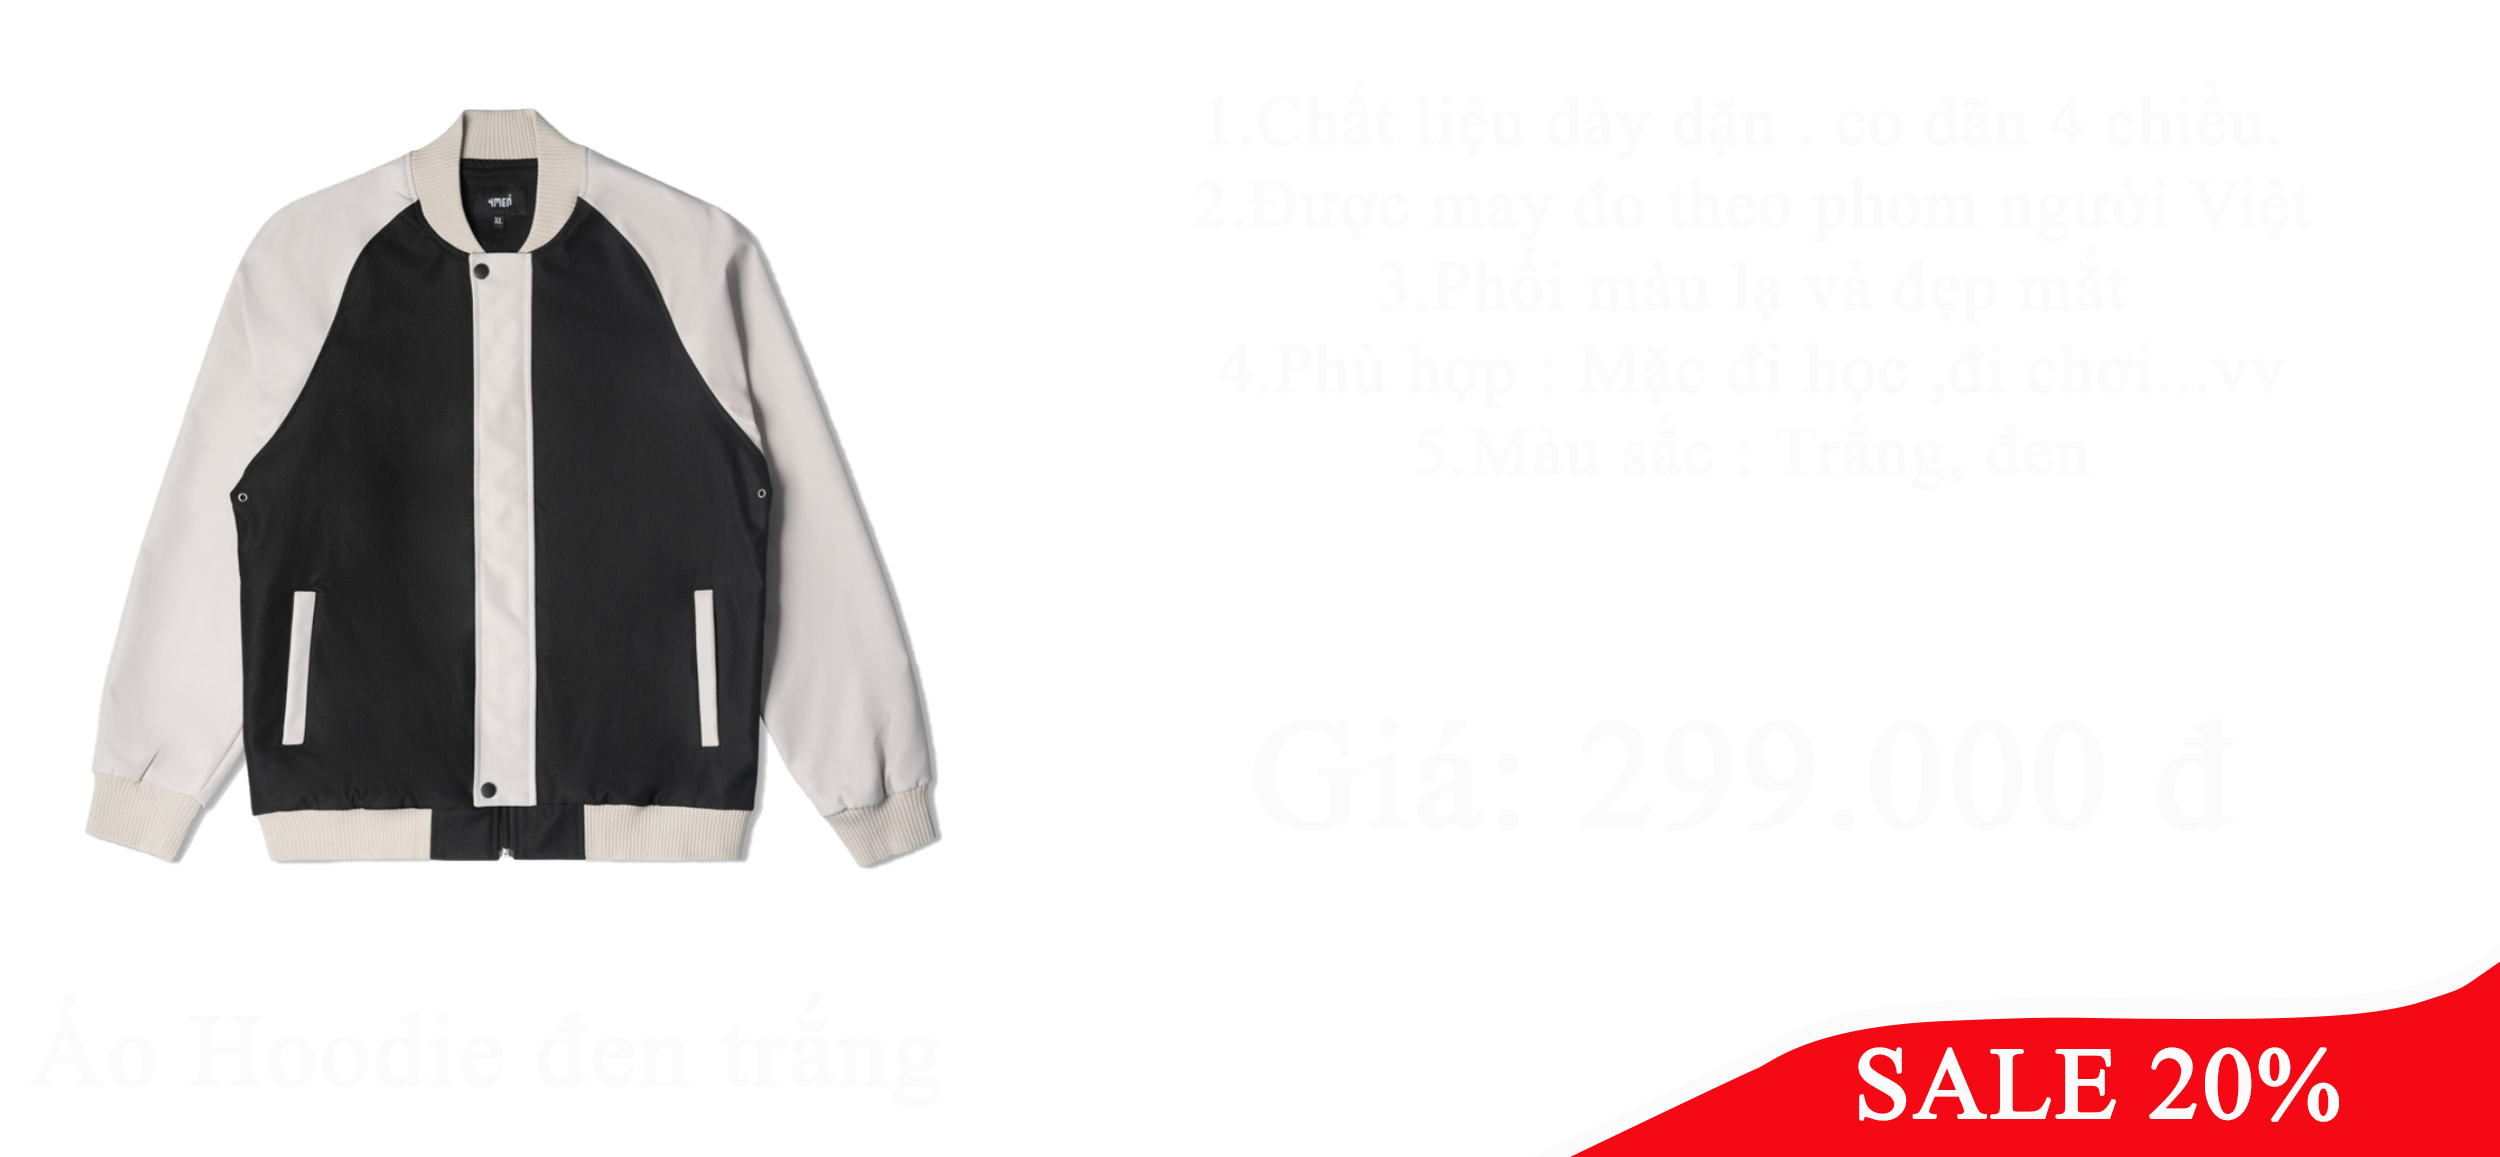 4MEN
XL
1.Chất liệu dày dặn . co dãn 4 chiều.
2.Được may đo theo phom người Việt
3.Phối màu lạ và đẹp mắt
4.Phù hợp : Mặc đi học ,đi chơi...vv
5.Màu sắc : Trắng, đen
Giá: 299.000 đ
Áo Hoodie đen trắng
SALE 20%